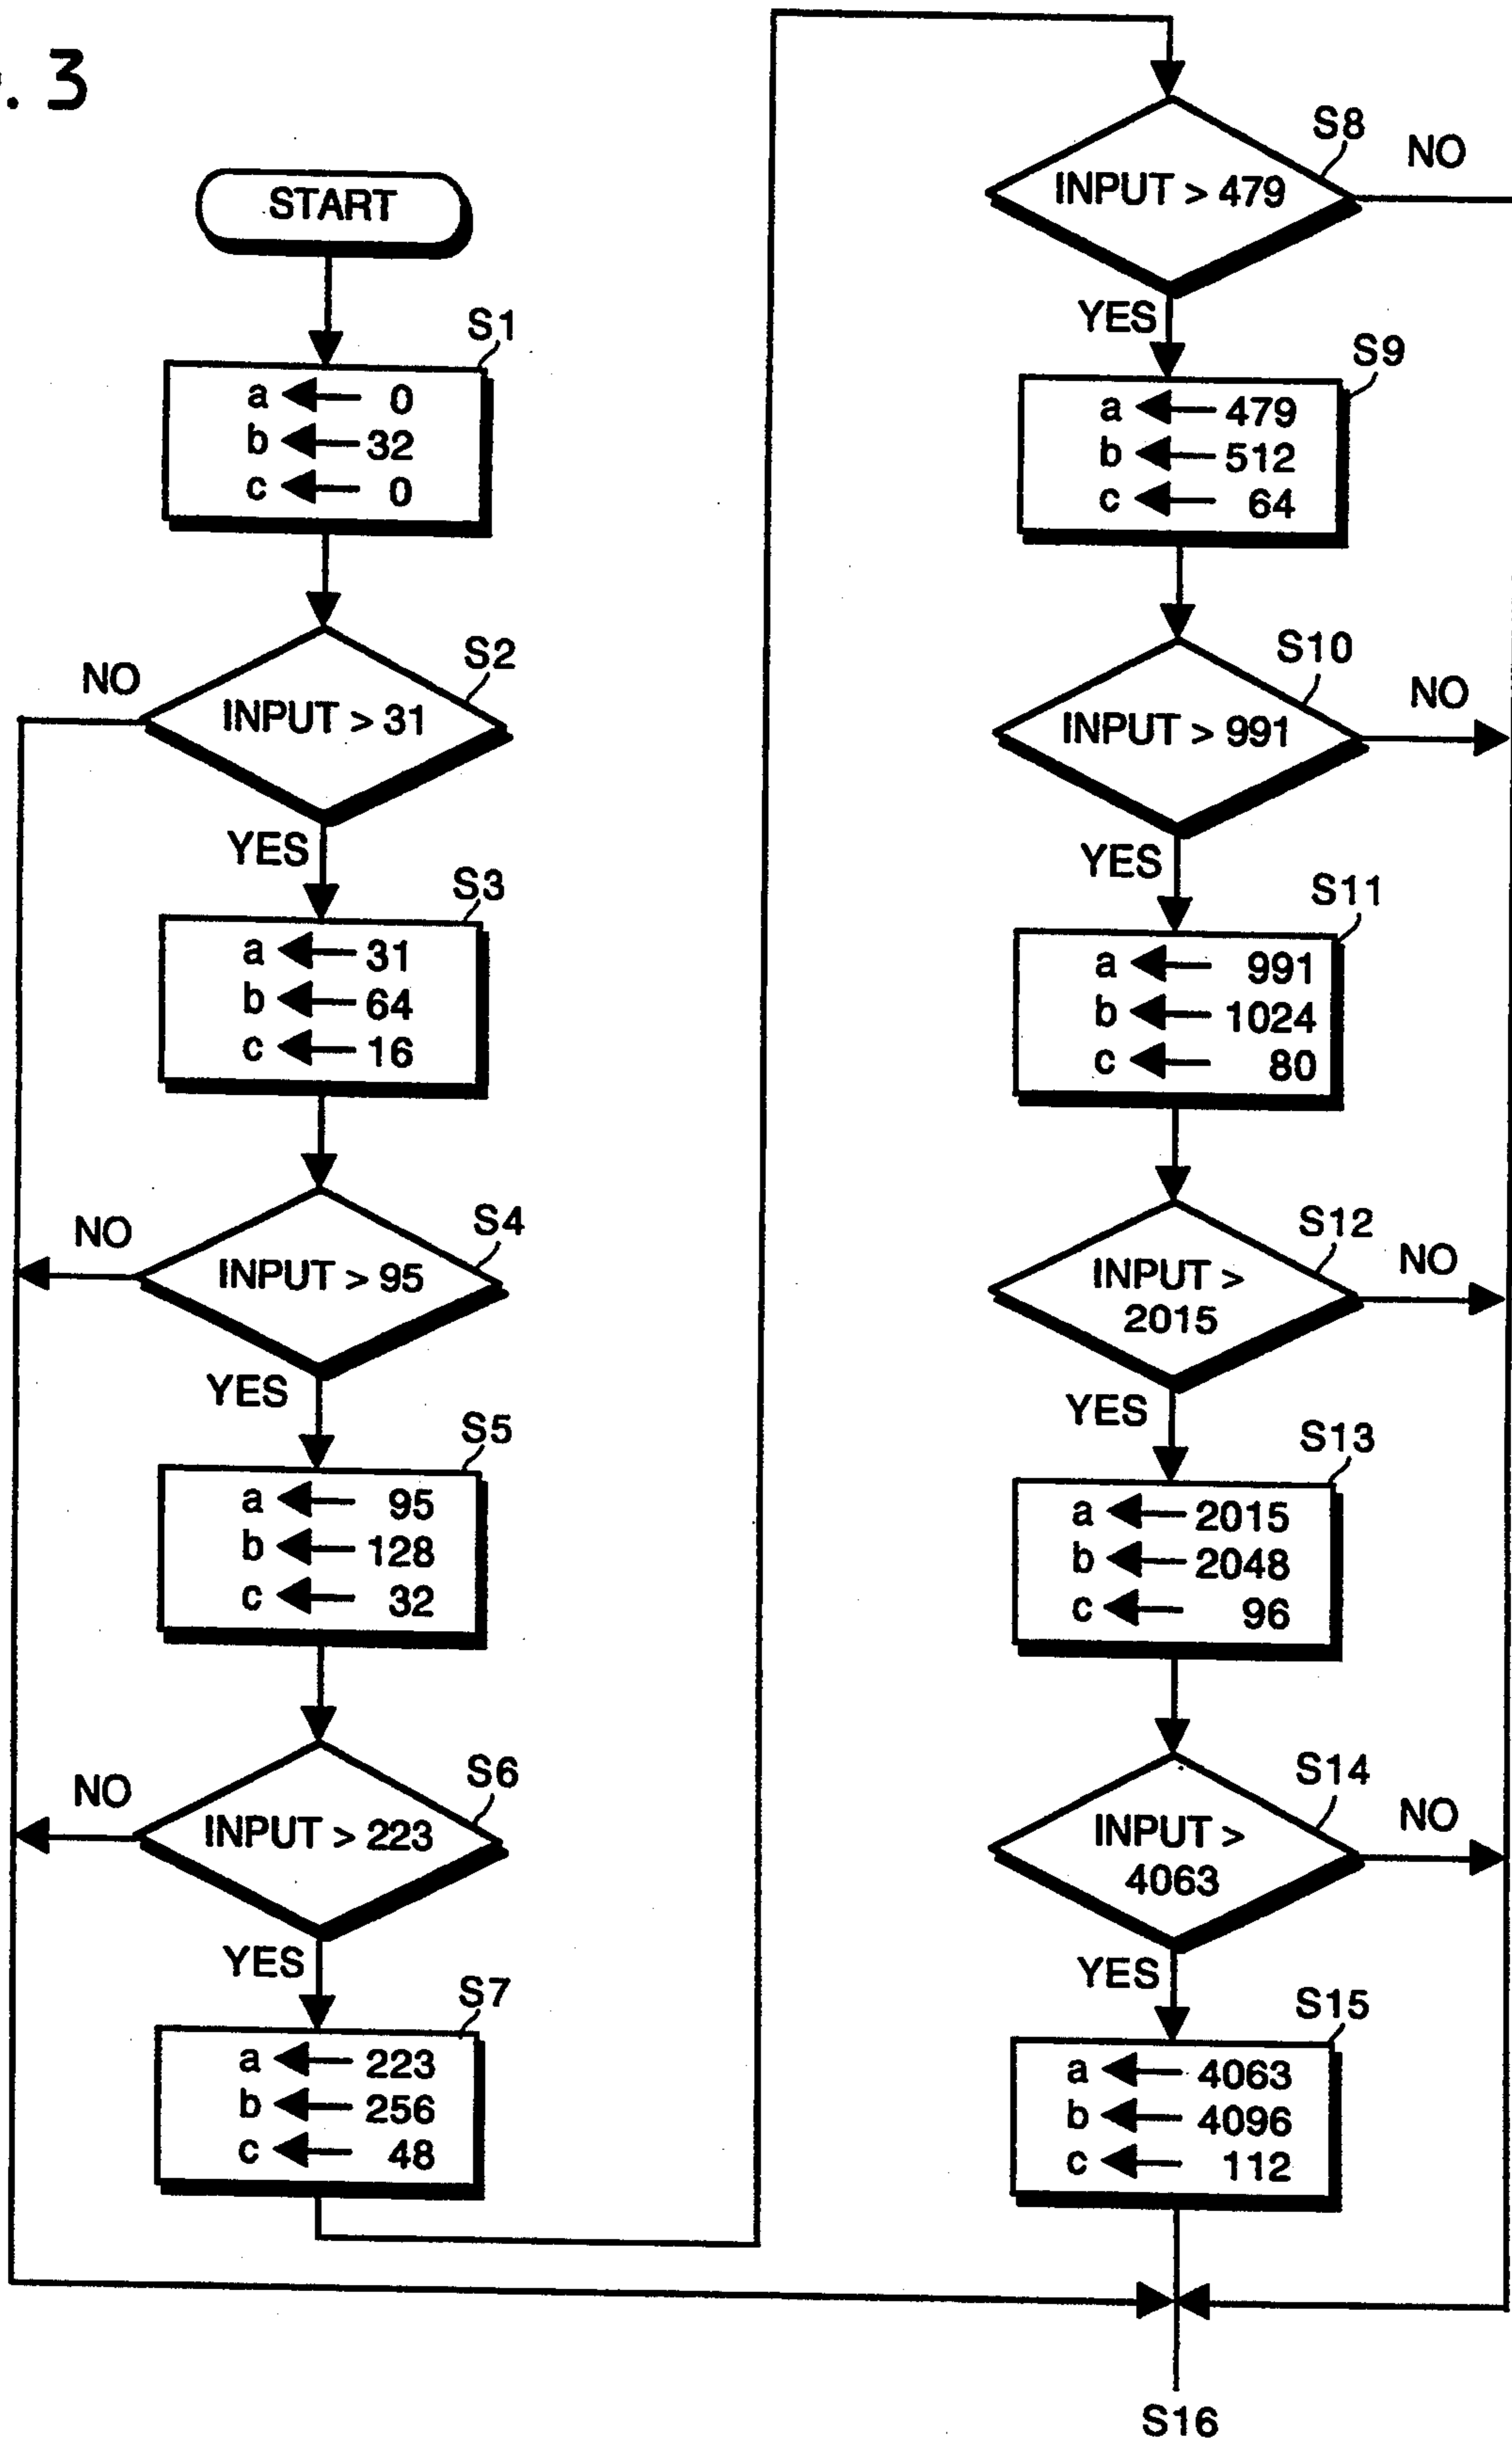 . 3
START
S1
a ← 0
b ← 32
c ← 0
S2
NO
INPUT > 31
YES
S3
a ← 31
b ← 64
c ← 16
S4
NO
INPUT > 95
YES
S5
a ← 95
b ← 128
c ← 32
S6
NO
INPUT > 223
YES
S7
a ← 223
b ← 256
c ← 48
S8
NO
INPUT > 479
YES
S9
a ← 479
b ← 512
c ← 64
S10
NO
INPUT > 991
YES
S11
a ← 991
b ← 1024
c ← 80
S12
NO
INPUT >
2015
YES
S13
a ← 2015
b ← 2048
c ← 96
S14
NO
INPUT >
4063
YES
S15
a ← 4063
b ← 4096
c ← 112
S16